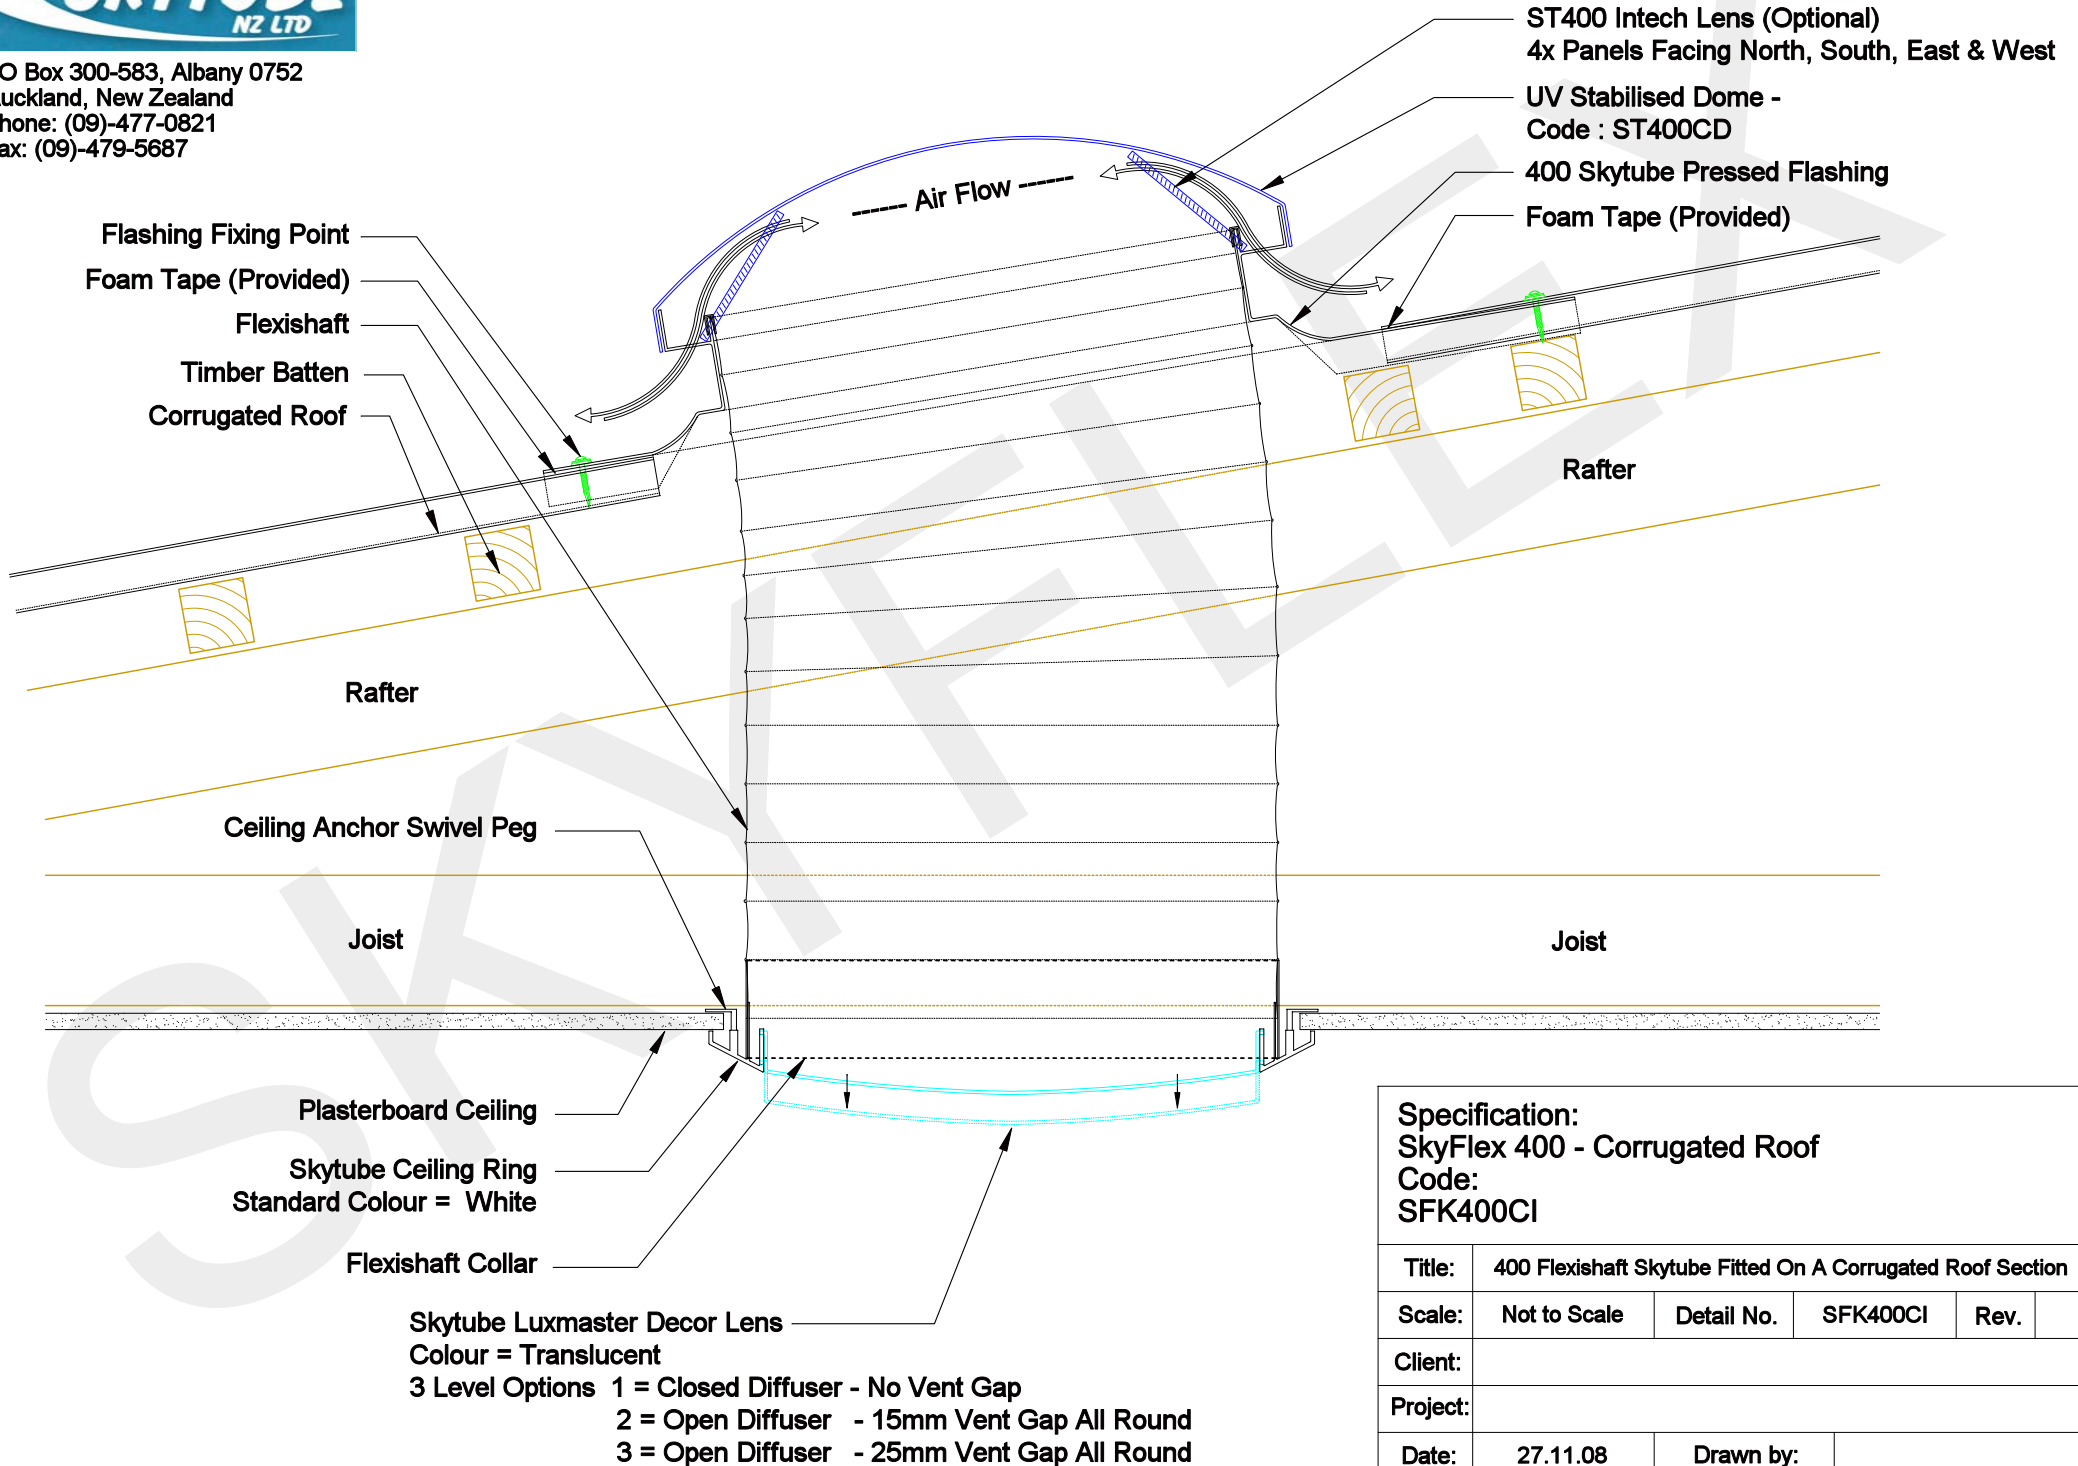 NZ LTD
O Box 300-583, Albany 0752
uckland, New Zealand
hone: (09)-477-0821
ax: (09)-479-5687
ST400 Intech Lens (Optional)
4x Panels Facing North, South, East & West
UV Stabilised Dome -
Code : ST400CD
400 Skytube Pressed Flashing
Foam Tape (Provided)
------ Air Flow ------
Flashing Fixing Point
Foam Tape (Provided)
Flexishaft
Timber Batten
Corrugated Roof
Rafter
Rafter
Ceiling Anchor Swivel Peg
Joist
Joist
Plasterboard Ceiling
Skytube Ceiling Ring
Standard Colour = White
Flexishaft Collar
Skytube Luxmaster Decor Lens
Colour = Translucent
3 Level Options 1 = Closed Diffuser - No Vent Gap
2 = Open Diffuser - 15mm Vent Gap All Round
3 = Open Diffuser - 25mm Vent Gap All Round
SKYFLEX
Specification:
SkyFlex 400 - Corrugated Roof
Code:
SFK400CI
Title: 400 Flexishaft Skytube Fitted On A Corrugated Roof Section
Scale: Not to Scale Detail No. SFK400CI Rev.
Client:
Project:
Date: 27.11.08 Drawn by: